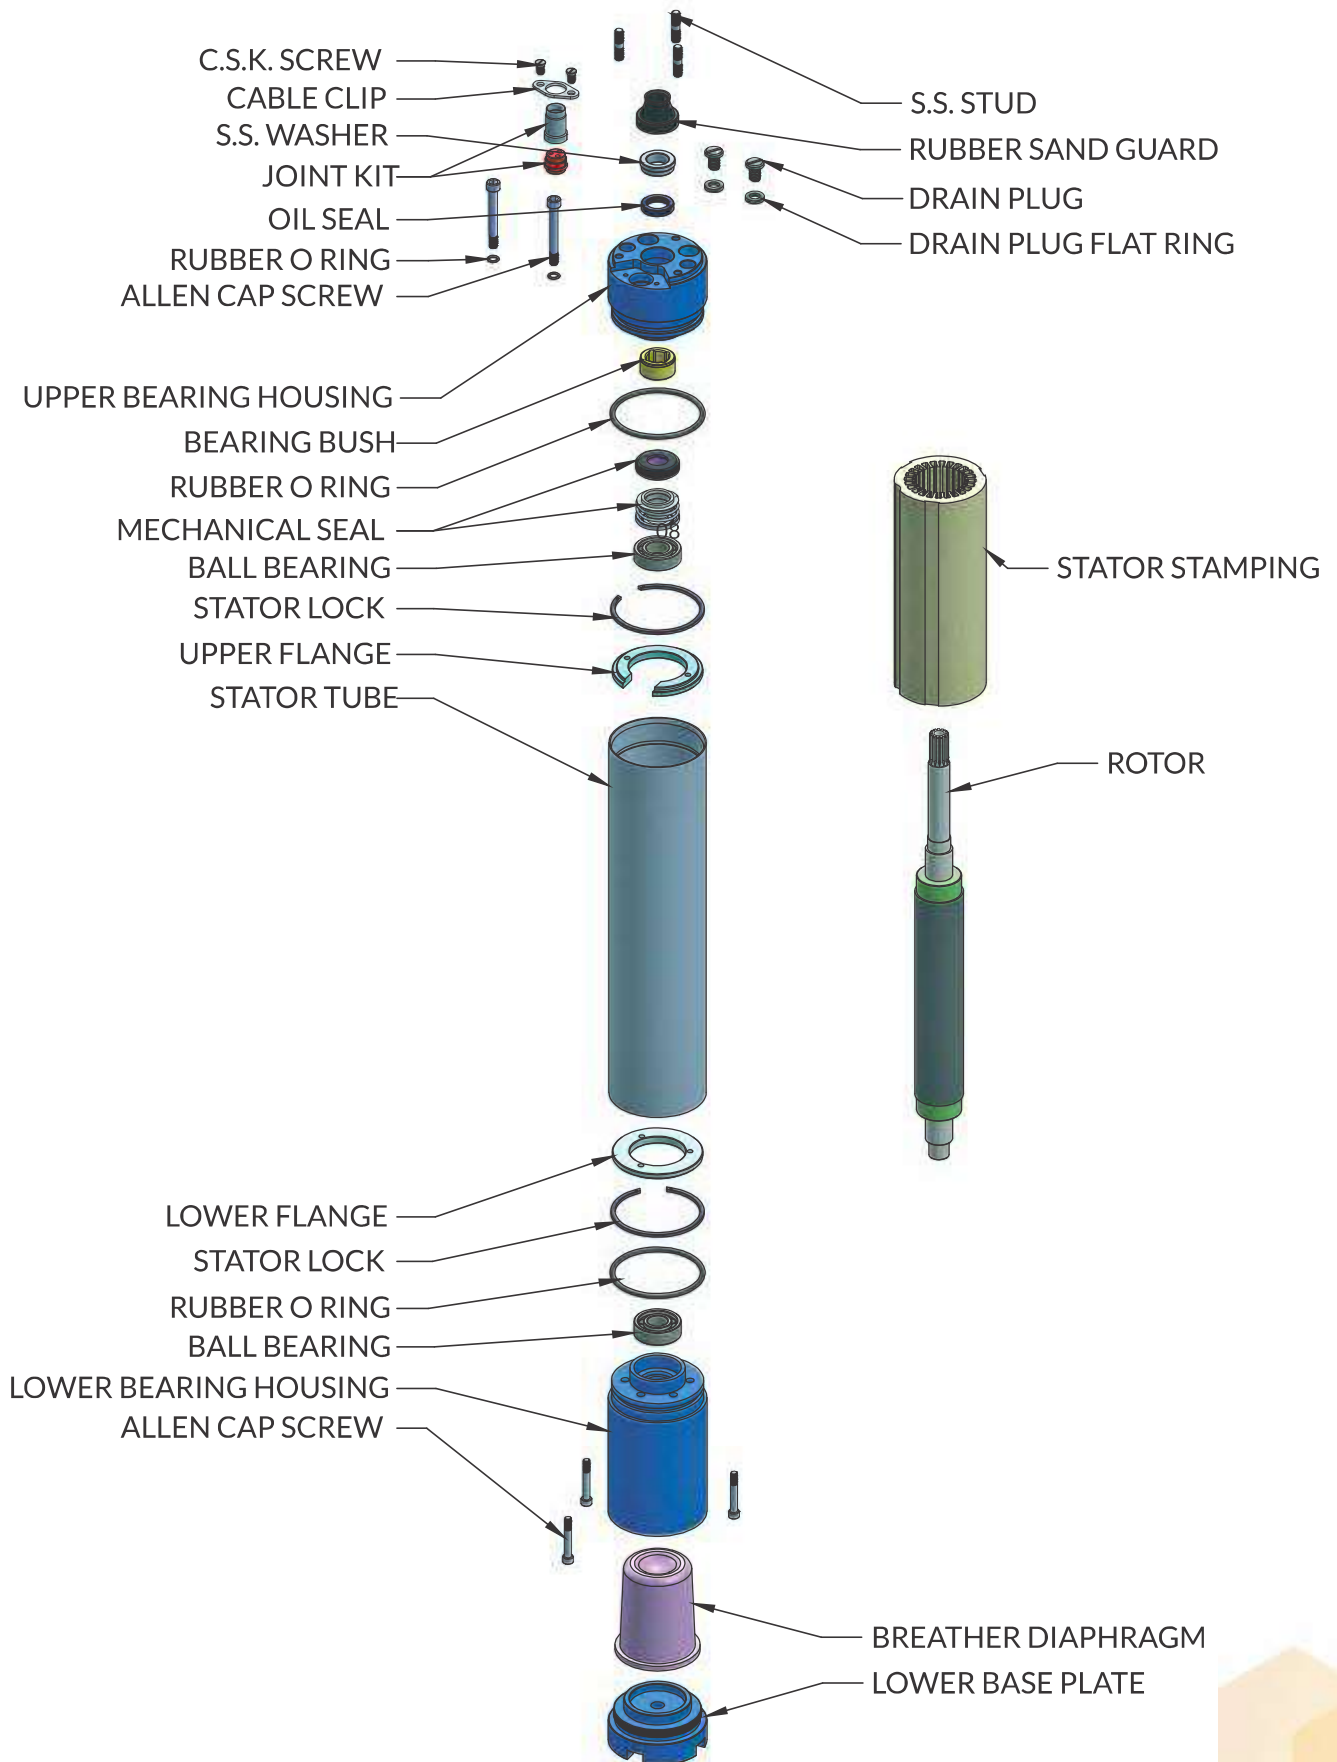 C.S.K. SCREW
CABLE CLIP
S.S. WASHER
JOINT KIT
OIL SEAL
RUBBER O RING
ALLEN CAP SCREW
UPPER BEARING HOUSING
BEARING BUSH
RUBBER O RING
MECHANICAL SEAL
08
BALL BEARING
STATOR LOCK
UPPER FLANGE
STATOR TUBE
LOWER FLANGE
STATOR LOCK
RUBBER O RING
BALL BEARING
LOWER BEARING HOUSING
ALLEN CAP SCREW
S.S. STUD
RUBBER SAND GUARD
DRAIN PLUG
DRAIN PLUG FLAT RING
STATOR STAMPING
ROTOR
BREATHER DIAPHRAGM
LOWER BASE PLATE